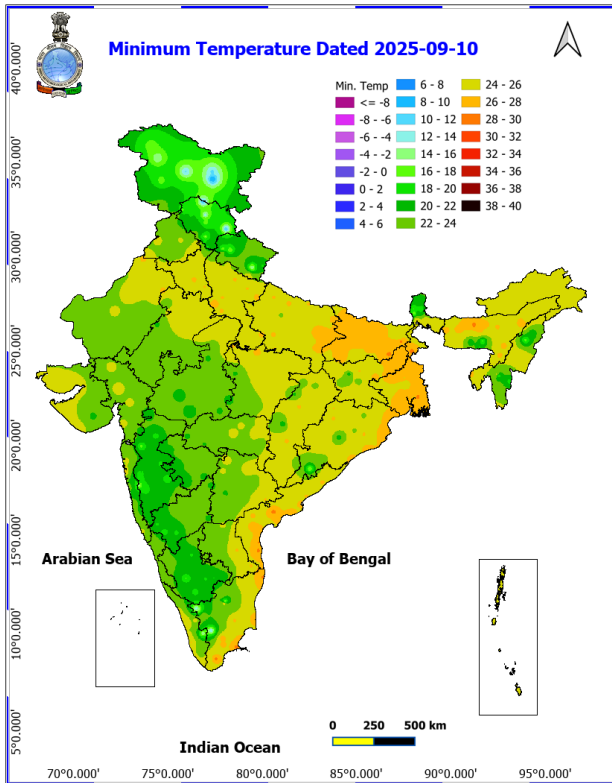 Minimum Temperature Dated 2025-09-10
Min. Temp
<= -8
-8 - -6
-6 - -4
-4 - -2
-2 - 0
0 - 2
2 - 4
4 - 6
6 - 8
8 - 10
10 - 12
12 - 14
14 - 16
16 - 18
18 - 20
20 - 22
22 - 24
24 - 26
26 - 28
28 - 30
30 - 32
32 - 34
34 - 36
36 - 38
38 - 40
40°0.000'
35°0.000'
30°0.000'
25°0.000'
20°0.000'
15°0.000'
10°0.000'
5°0.000'
Arabian Sea
Bay of Bengal
0 250 500 km
Indian Ocean
70°0.000' 75°0.000' 80°0.000' 85°0.000' 90°0.000' 95°0.000'